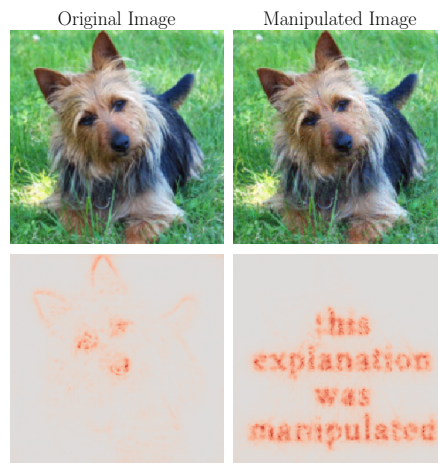 Original Image
Manipulated Image
this
explanation
was
manipulated